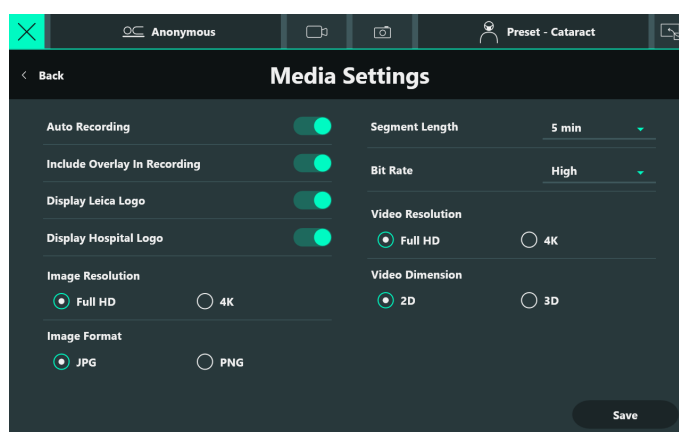 Anonymous
Preset - Cataract
Back
Media Settings
Auto Recording
Include Overlay In Recording
Display Leica Logo
Display Hospital Logo
Image Resolution
Full HD
4K
Image Format
JPG
PNG
Segment Length
5 min
Bit Rate
High
Video Resolution
Full HD
4K
Video Dimension
2D
3D
Save